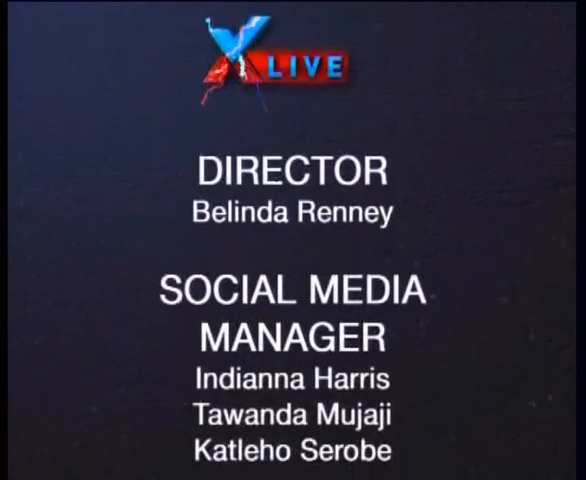 X LIVE
DIRECTOR
Belinda Renney
SOCIAL MEDIA
MANAGER
Indianna Harris
Tawanda Mujaji
Katleho Serobe